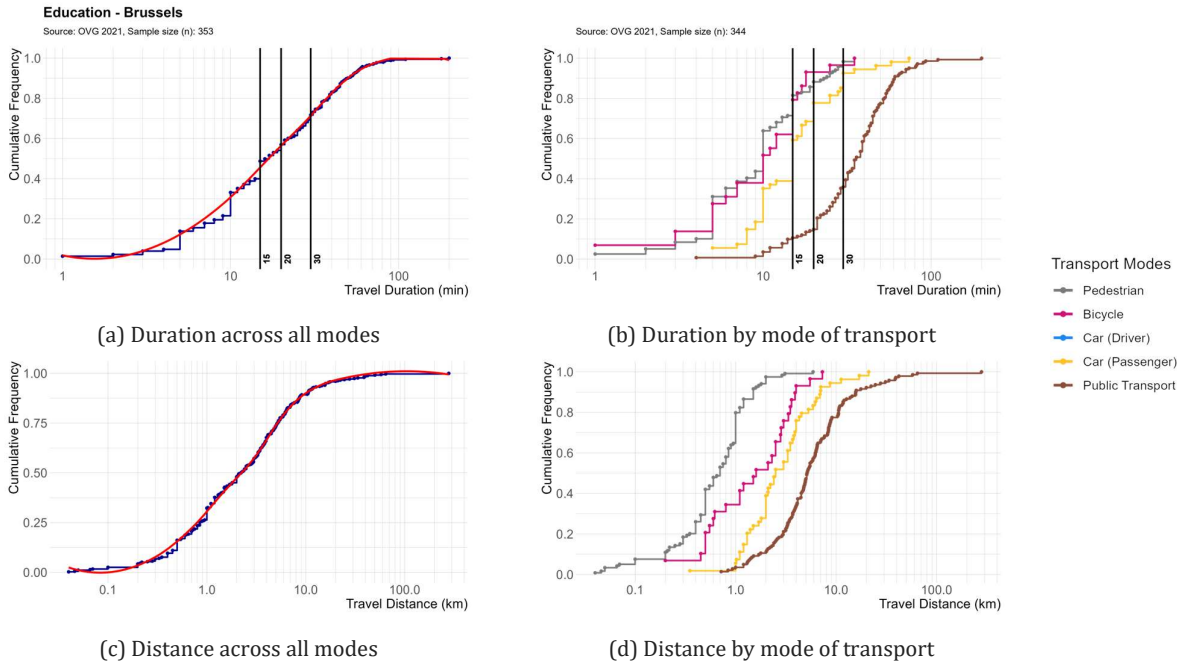 Education - Brussels
Source: OVG 2021, Sample size (n): 353
Cumulative Frequency
1.0
0.8
0.6
0.4
0.2
0.0
15
20
30
1
10
100
Travel Duration (min)
(a) Duration across all modes
Source: OVG 2021, Sample size (n): 344
Cumulative Frequency
1.0
0.8
0.6
0.4
0.2
0.0
15
20
30
1
10
100
Travel Duration (min)
(b) Duration by mode of transport
Transport Modes
Pedestrian
Bicycle
Car (Driver)
Car (Passenger)
Public Transport
Cumulative Frequency
1.00
0.75
0.50
0.25
0.00
0.1
1.0
10.0
100.0
Travel Distance (km)
(c) Distance across all modes
Cumulative Frequency
1.0
0.8
0.6
0.4
0.2
0.0
0.1
1.0
10.0
100.0
Travel Distance (km)
(d) Distance by mode of transport